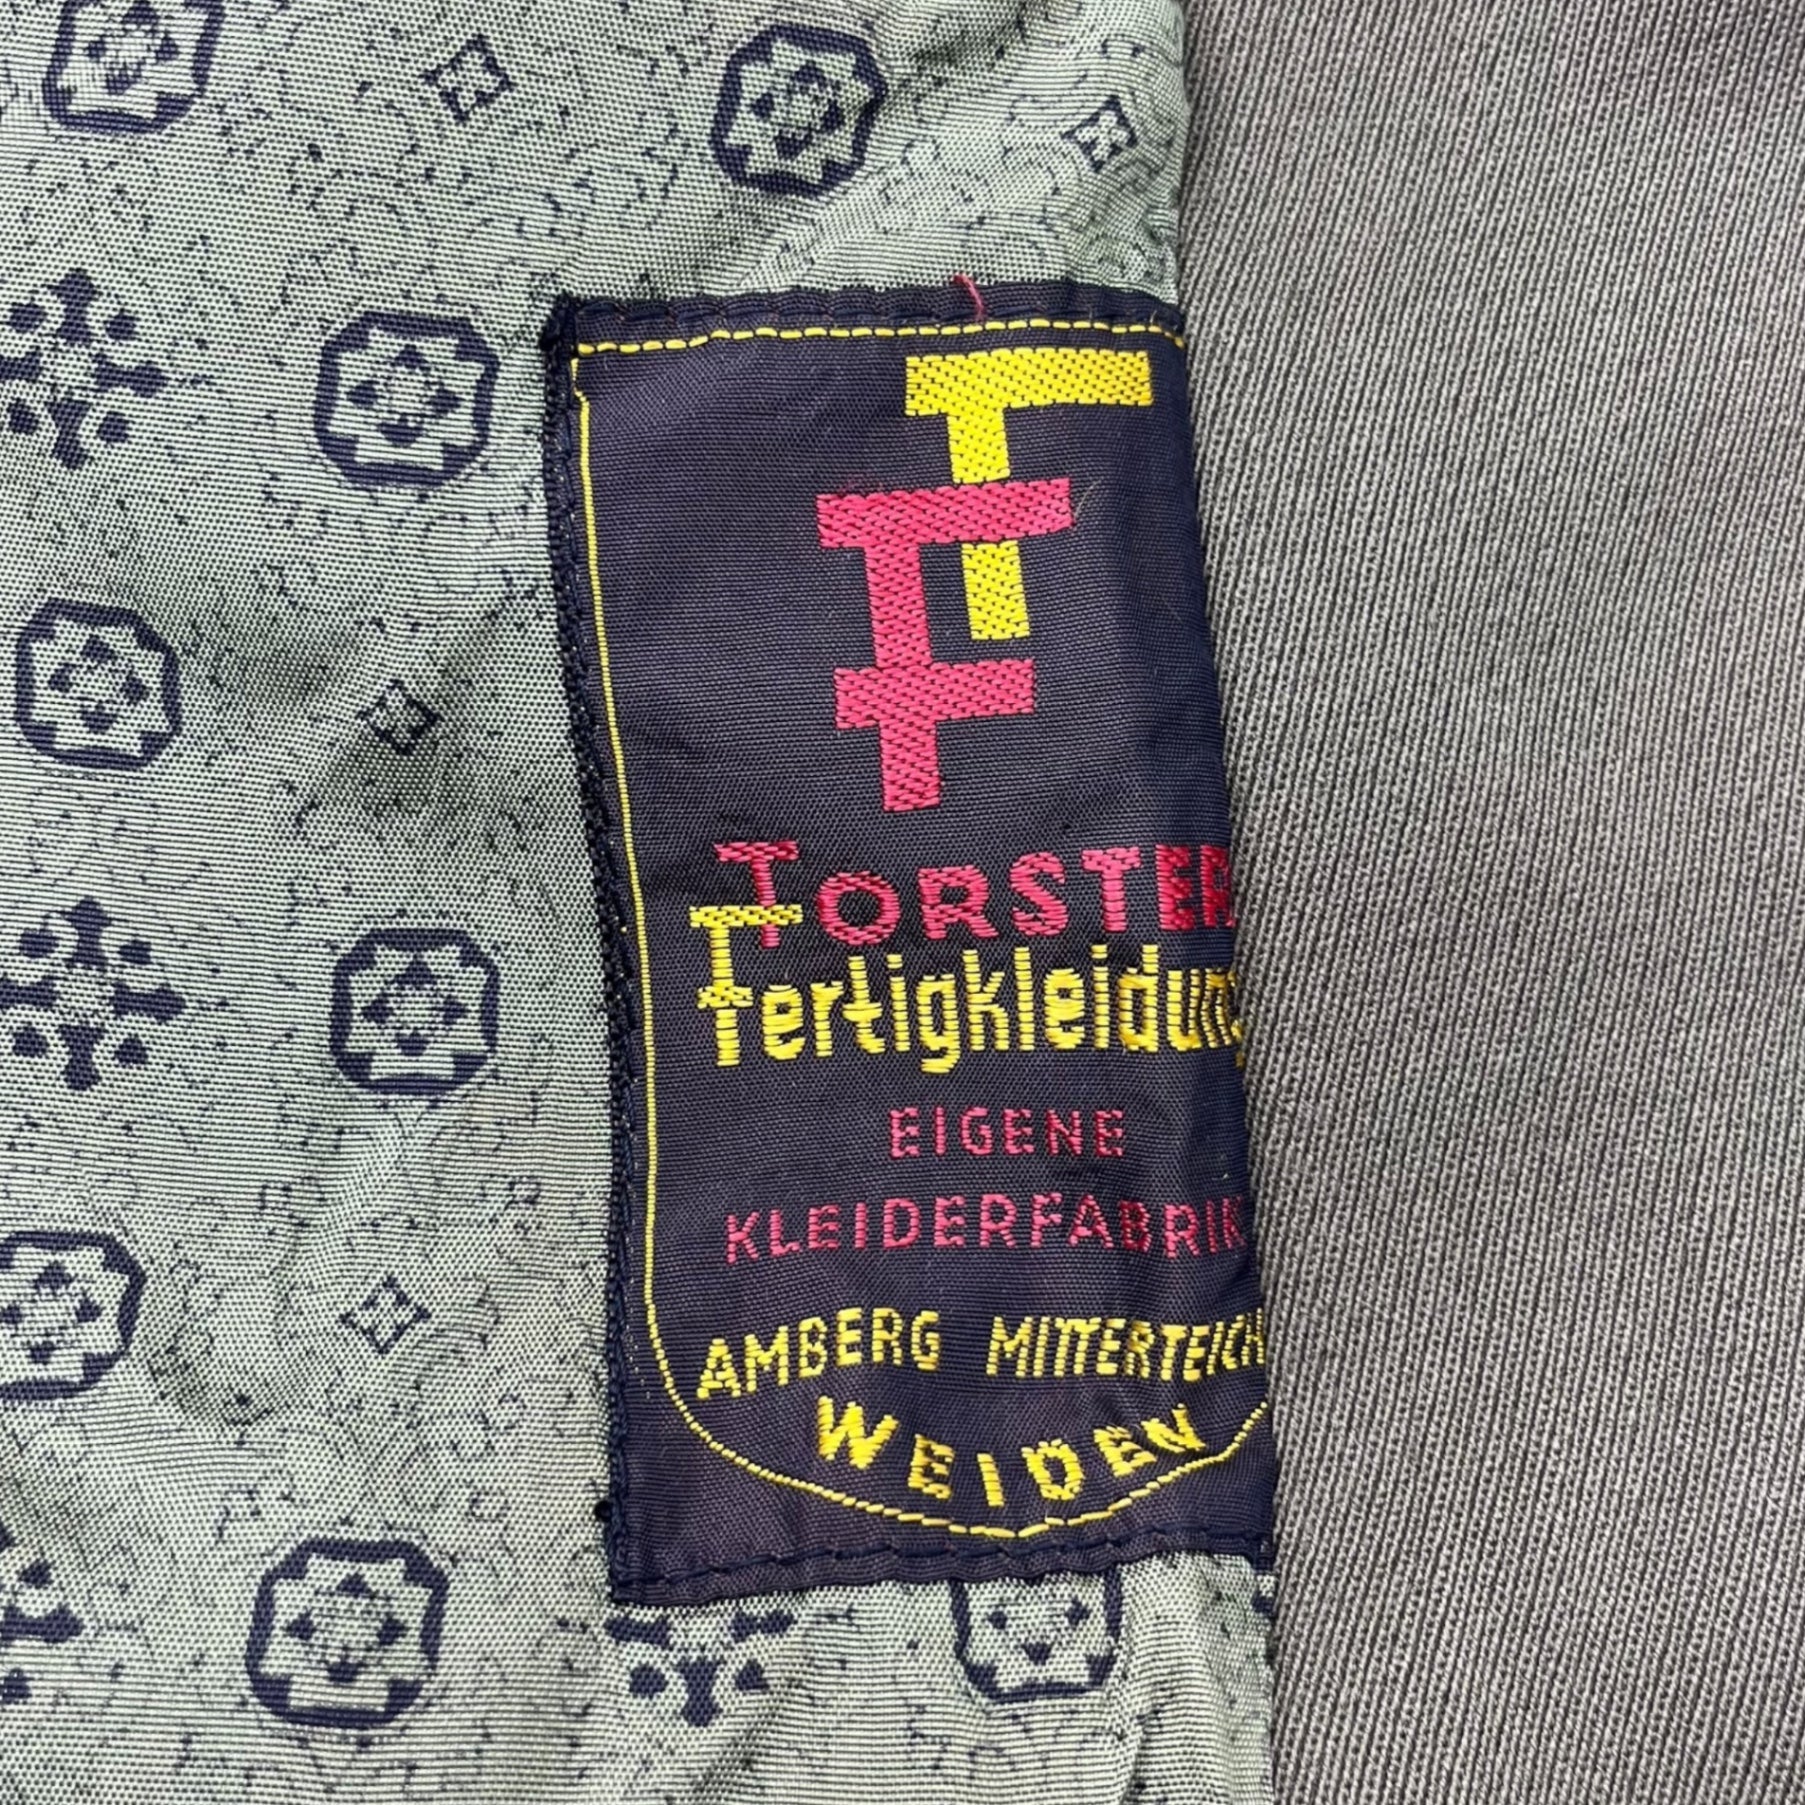 TF
TORSTER
Fertigkleidung
EIGENE
KLEIDERFABRIK
AMBERG MITTERTEICH
WEIDEN